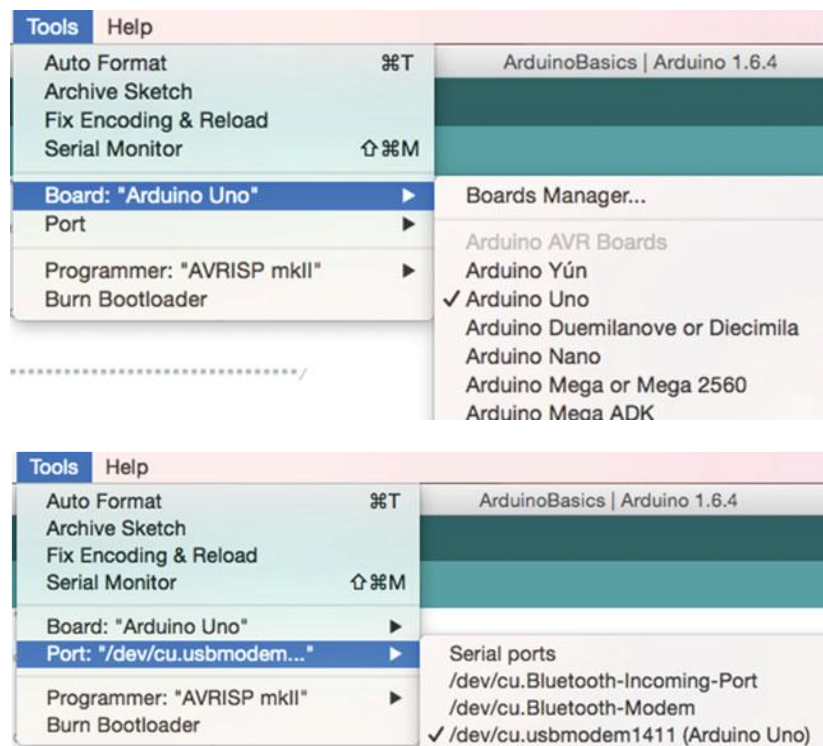 Tools Help
Auto Format ⌘T
Archive Sketch
Fix Encoding & Reload
Serial Monitor ⇧⌘M
Board: "Arduino Uno" ▶
Port ▶
Programmer: "AVRISP mkII" ▶
Burn Bootloader
ArduinoBasics | Arduino 1.6.4
Boards Manager...
Arduino AVR Boards
Arduino Yún
✓ Arduino Uno
Arduino Duemilanove or Diecimila
Arduino Nano
Arduino Mega or Mega 2560
Arduino Mega ADK
Tools Help
Auto Format ⌘T
Archive Sketch
Fix Encoding & Reload
Serial Monitor ⇧⌘M
Board: "Arduino Uno" ▶
Port: "/dev/cu.usbmodem..." ▶
Programmer: "AVRISP mkII" ▶
Burn Bootloader
ArduinoBasics | Arduino 1.6.4
Serial ports
/dev/cu.Bluetooth-Incoming-Port
/dev/cu.Bluetooth-Modem
✓ /dev/cu.usbmodem1411 (Arduino Uno)